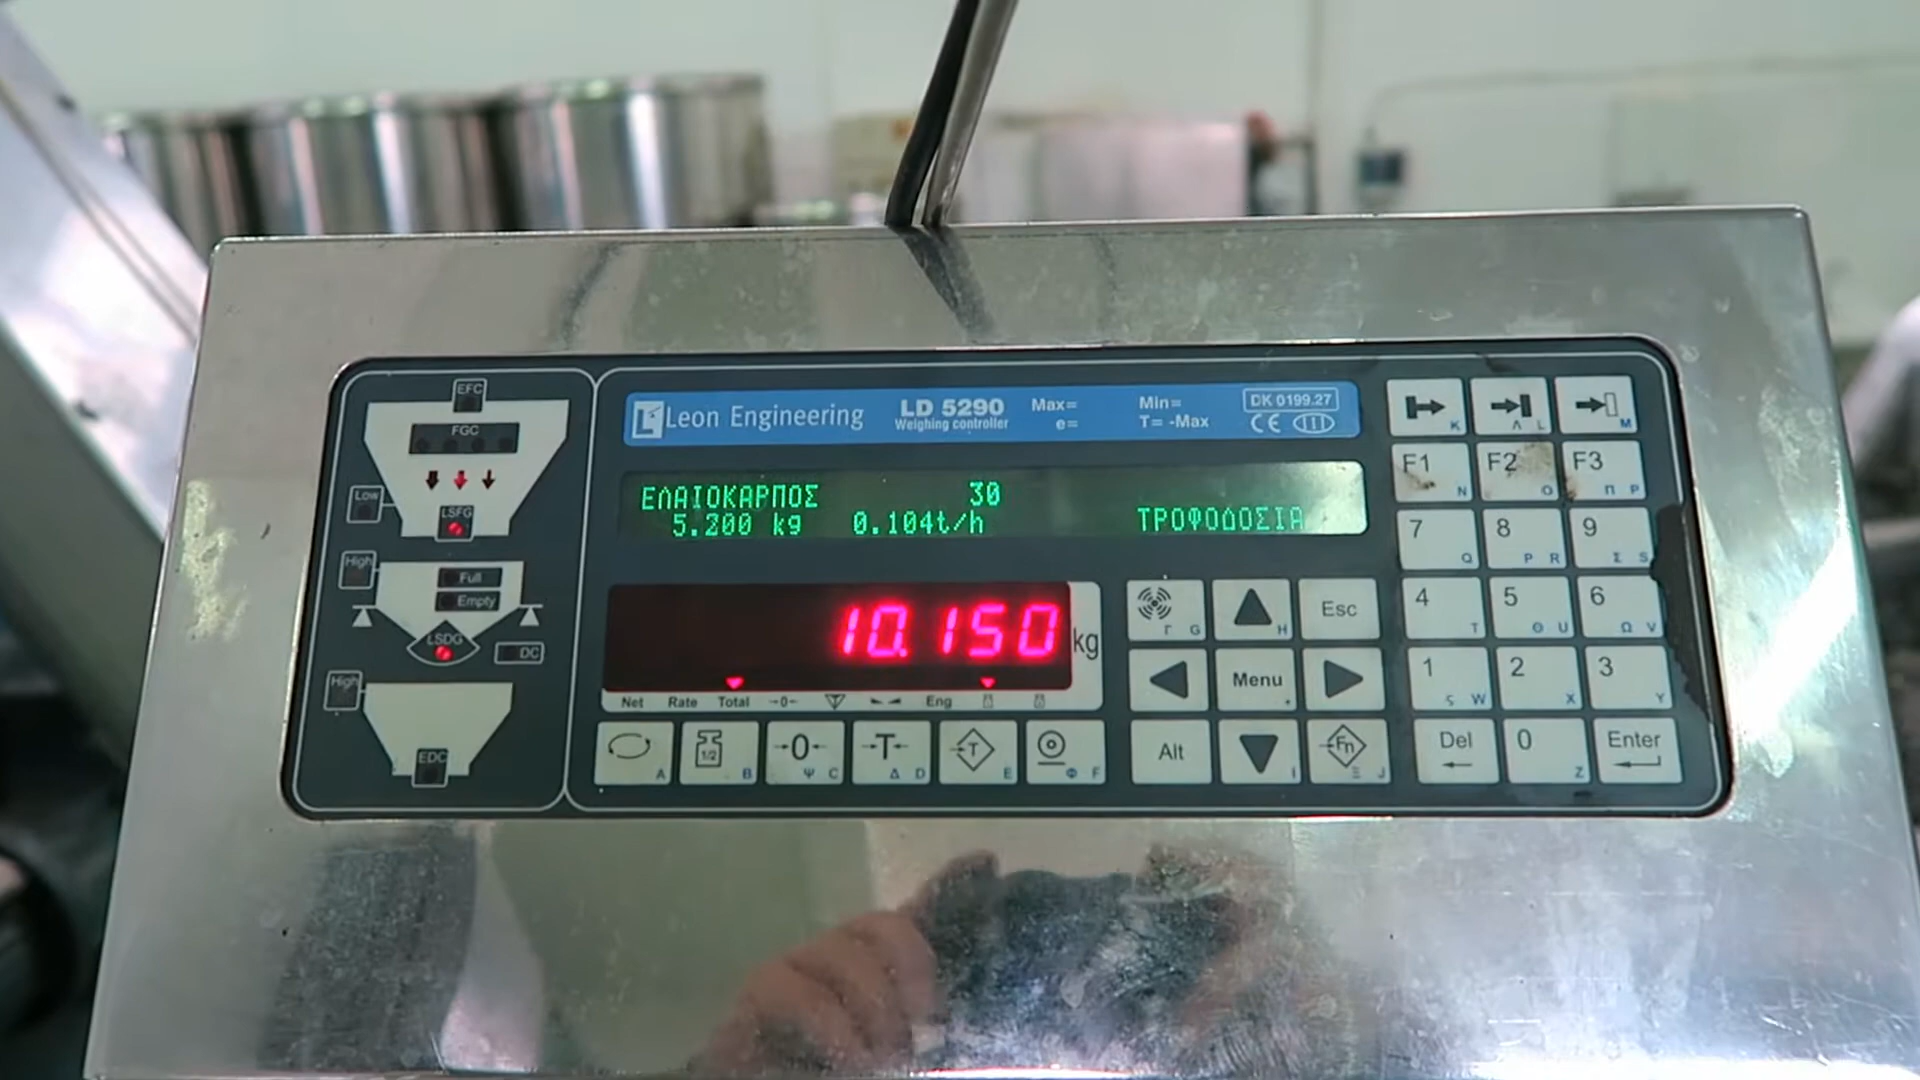 EFC
FGC
Low
LSFG
High
Full
Empty
LSDG
DC
High
EDC
Leon Engineering
LD 5290
Weighing controller
Max=
e=
Min=
T= -Max
DK 0199.27
CE III
ΕΛΑΙΟΚΑΡΠΟΣ 30
5.200 kg 0.104t/h ΤΡΟΦΟΔΟΣΙΑ
10.150 kg
Net Rate Total →0← Eng
A
1/2 B
→0← Ψ C
→T← Δ D
T E
Φ F
Γ G
H
Esc
Menu
Alt
I
Fn Ξ J
K
Λ L
M
F1 N
F2 O
F3 Π P
7 Q
8 P R
9 Σ S
4 T
5 Θ U
6 Ω V
1 ς W
2 X
3 Y
Del
0 Z
Enter